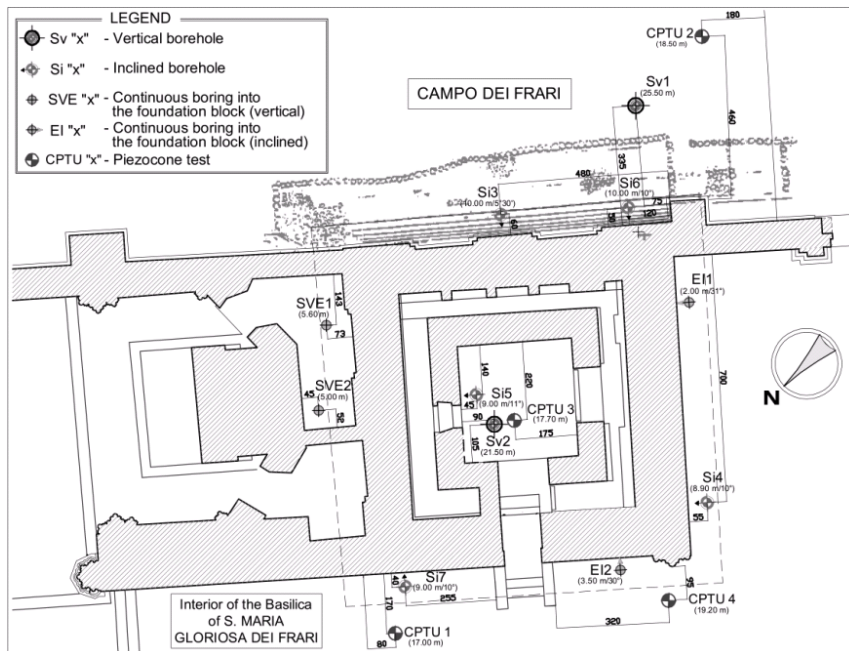 LEGEND
Sv "x" - Vertical borehole
Si "x" - Inclined borehole
SVE "x" - Continuous boring into
the foundation block (vertical)
EI "x" - Continuous boring into
the foundation block (inclined)
CPTU "x" - Piezocone test
180
CPTU 2
(18.50 m)
CAMPO DEI FRARI
Sv1
(25.50 m)
460
335
480
Si3
(10.00 m/5°30")
Si6
(10.00 m/10°)
75
60
50
120
EI1
(2.00 m/31°)
SVE1
(5.60 m)
143
73
140
220
700
N
SVE2
(5.00 m)
45
52
Si5
(9.00 m/11°)
45
90
CPTU 3
(17.70 m)
175
Sv2
(21.50 m)
105
Si4
(8.90 m/10°)
55
Si7
(9.00 m/10°)
40
255
EI2
(3.50 m/30°)
95
Interior of the Basilica
of S. MARIA
GLORIOSA DEI FRARI
170
CPTU 1
(17.00 m)
80
320
CPTU 4
(19.20 m)